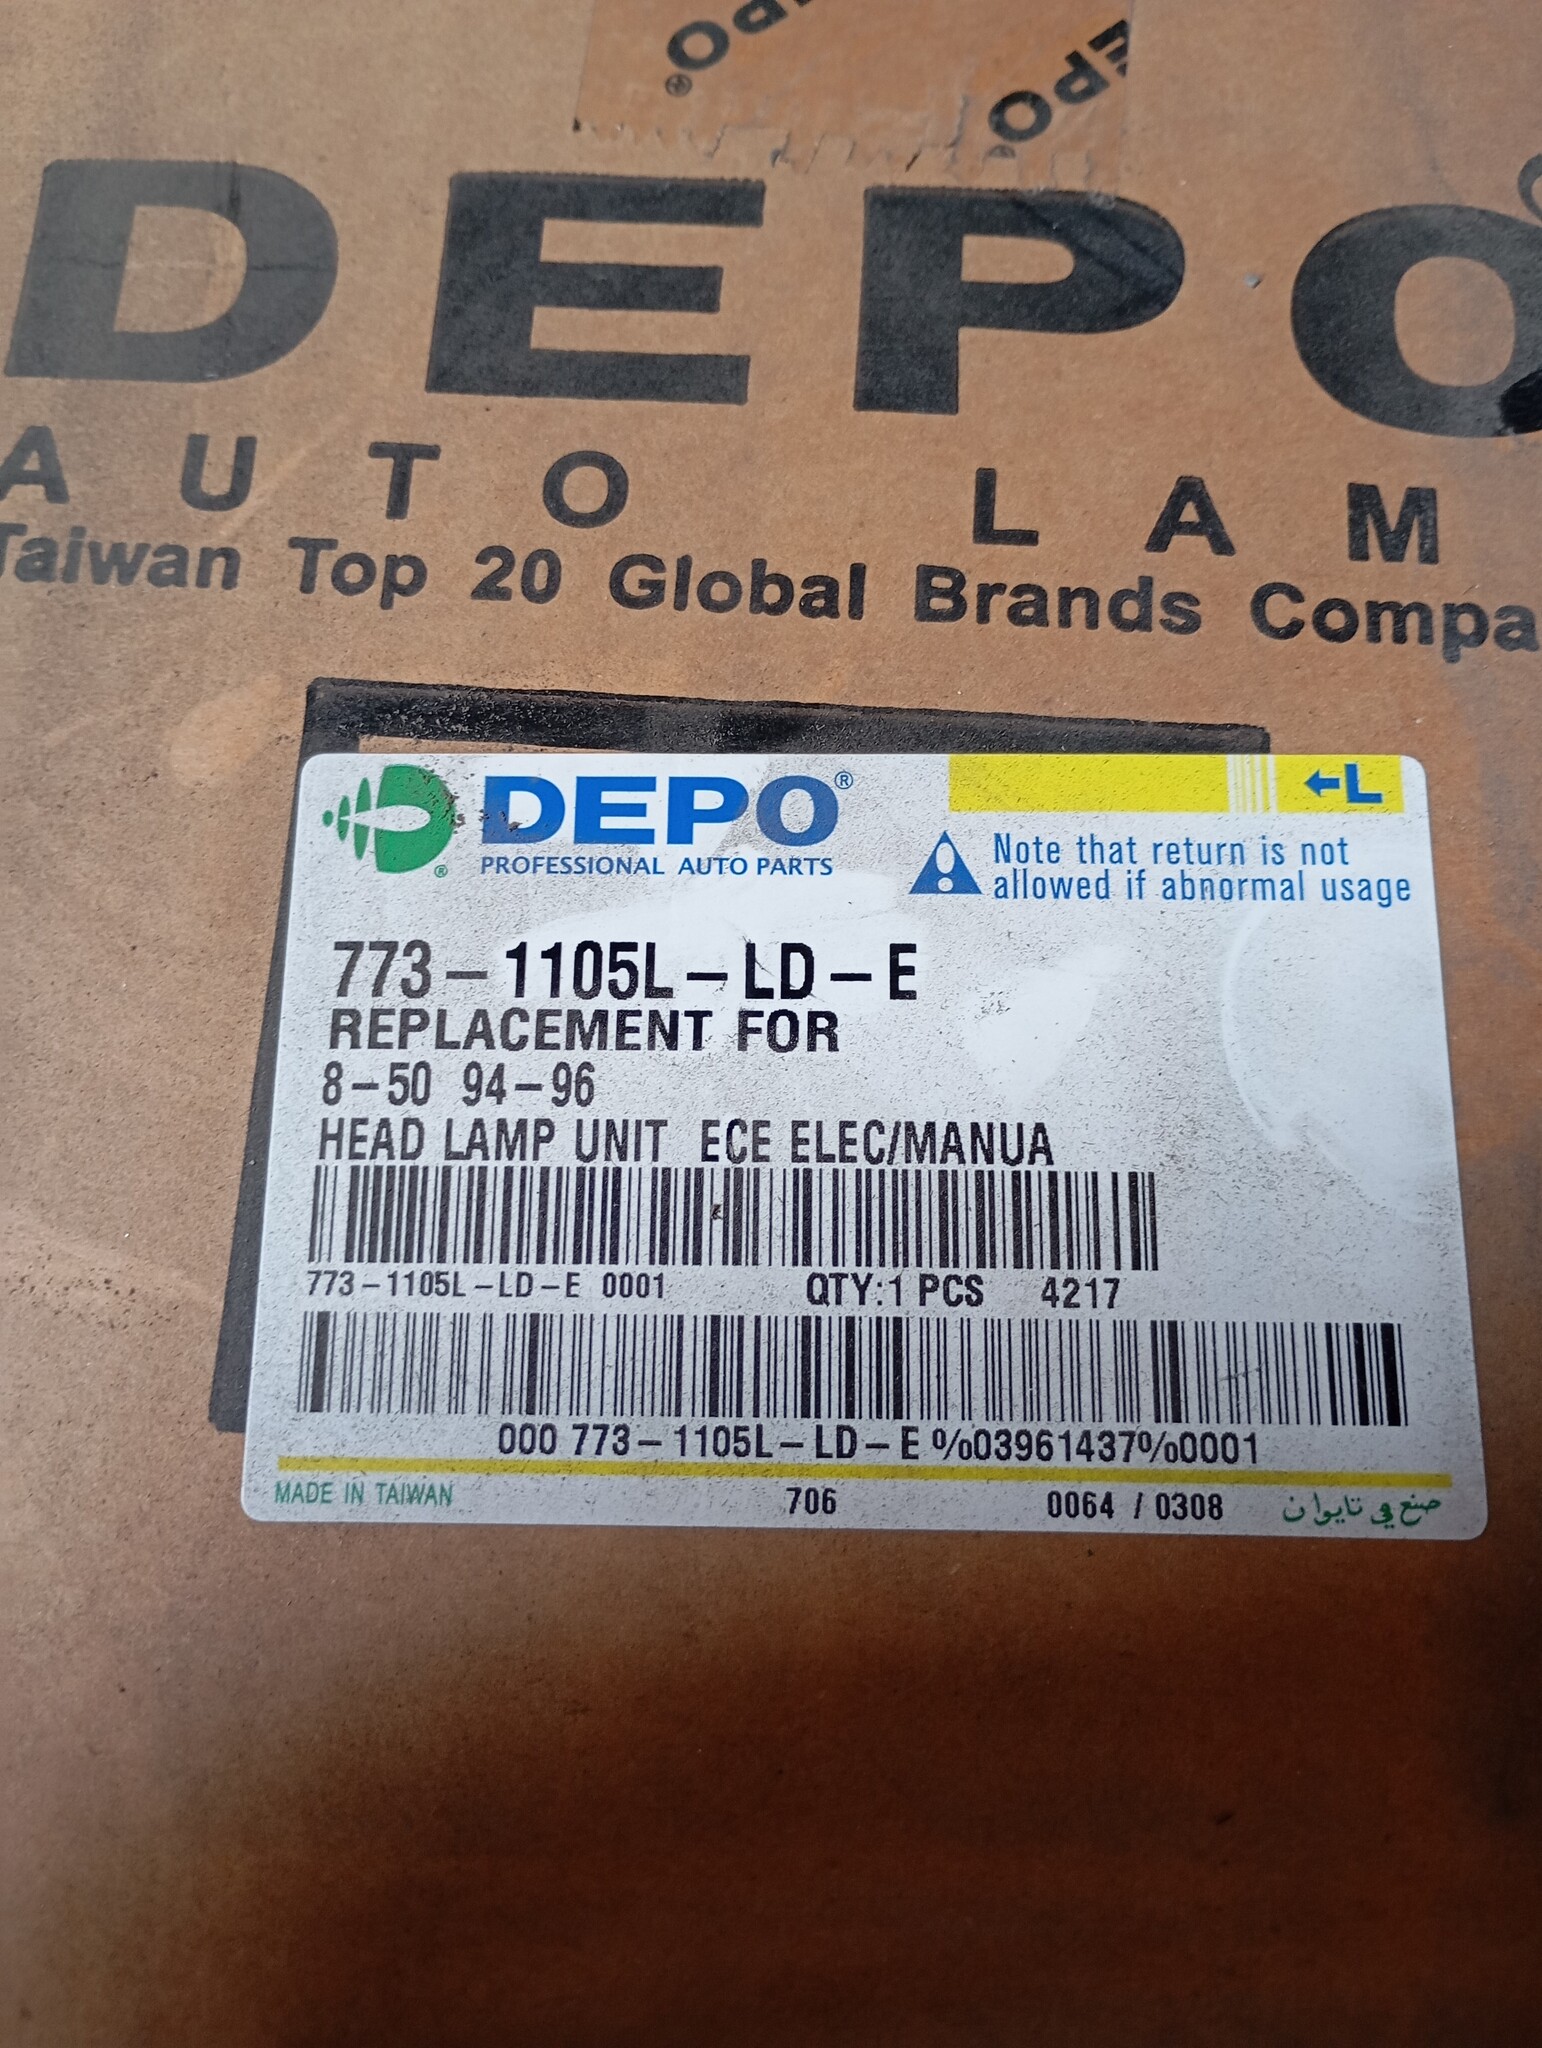 PO®
EPO
DEPO
AUTO LAM
Taiwan Top 20 Global Brands Compa
DEPO®
PROFESSIONAL AUTO PARTS
←L
Note that return is not
allowed if abnormal usage
773-1105L-LD-E
REPLACEMENT FOR
8-50 94-96
HEAD LAMP UNIT ECE ELEC/MANUA
773-1105L-LD-E 0001 QTY:1 PCS 4217
000 773-1105L-LD-E%03961437%0001
MADE IN TAIWAN 706 0064 / 0308 صنع في تايوان